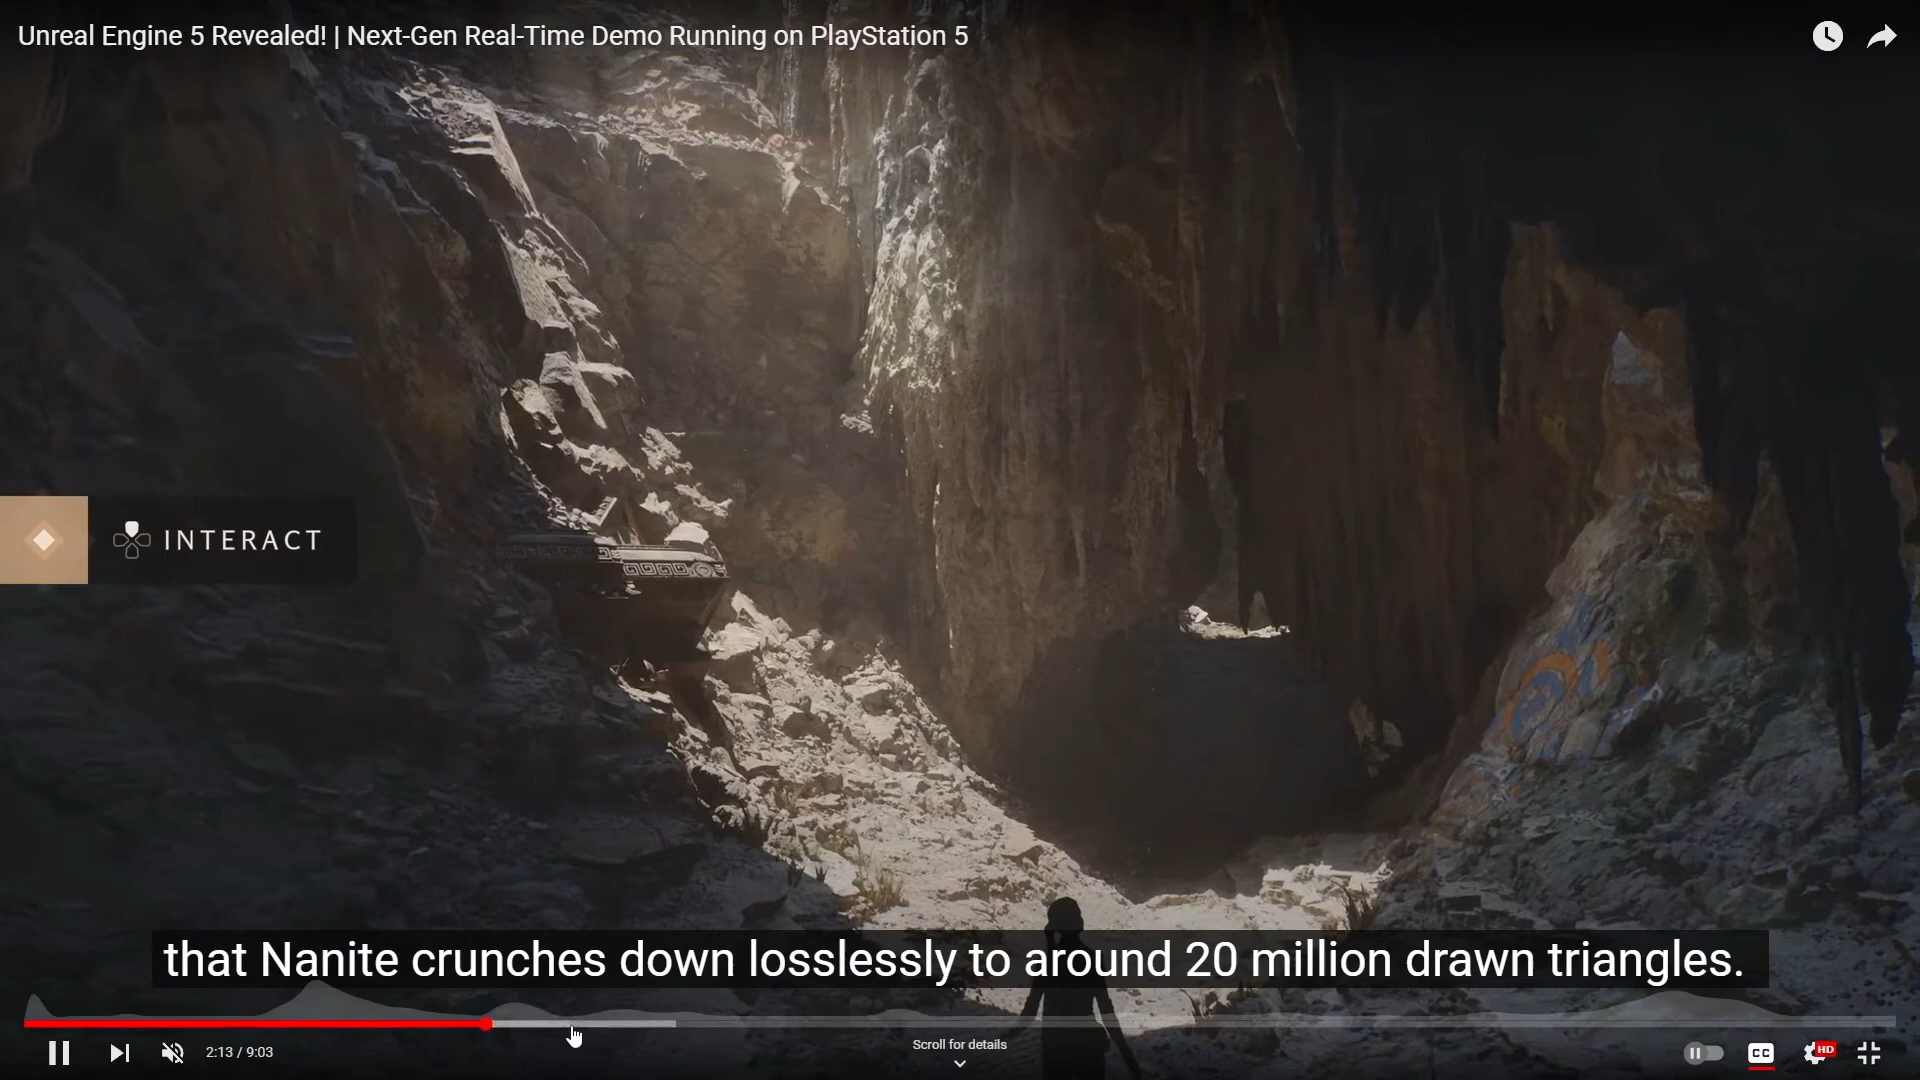 Unreal Engine 5 Revealed! | Next-Gen Real-Time Demo Running on PlayStation 5
INTERACT
that Nanite crunches down losslessly to around 20 million drawn triangles.
Scroll for details
2:13 / 9:03
CC
HD